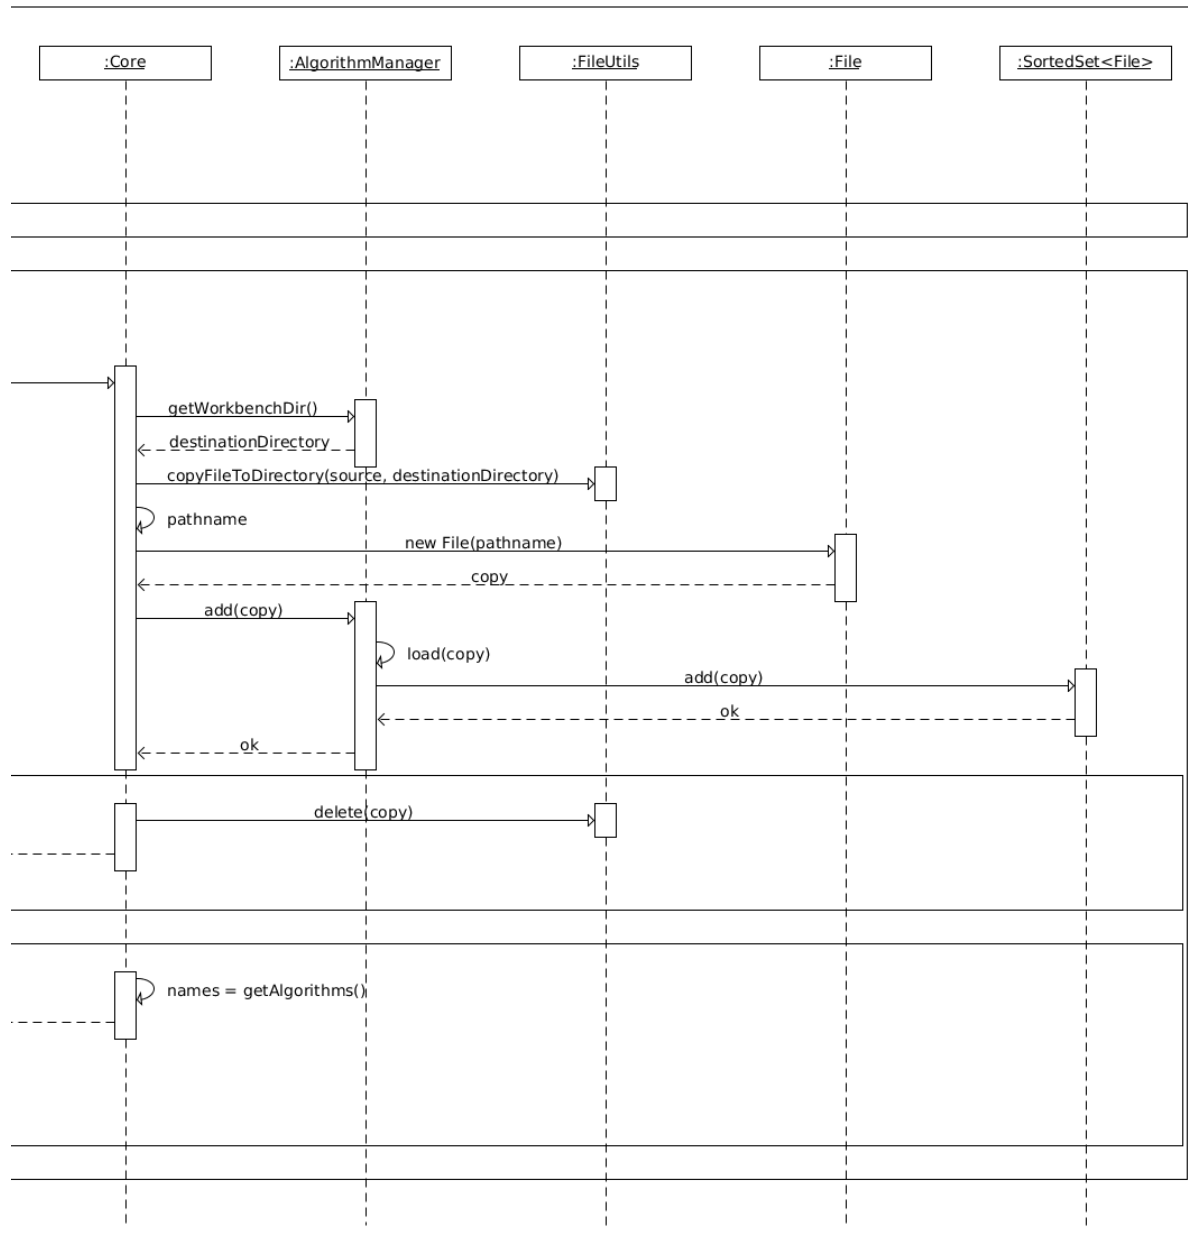 :Core
:AlgorithmManager
:FileUtils
:File
:SortedSet<File>
getWorkbenchDir()
destinationDirectory
copyFileToDirectory(source, destinationDirectory)
pathname
new File(pathname)
copy
add(copy)
load(copy)
add(copy)
ok
ok
delete(copy)
names = getAlgorithms()